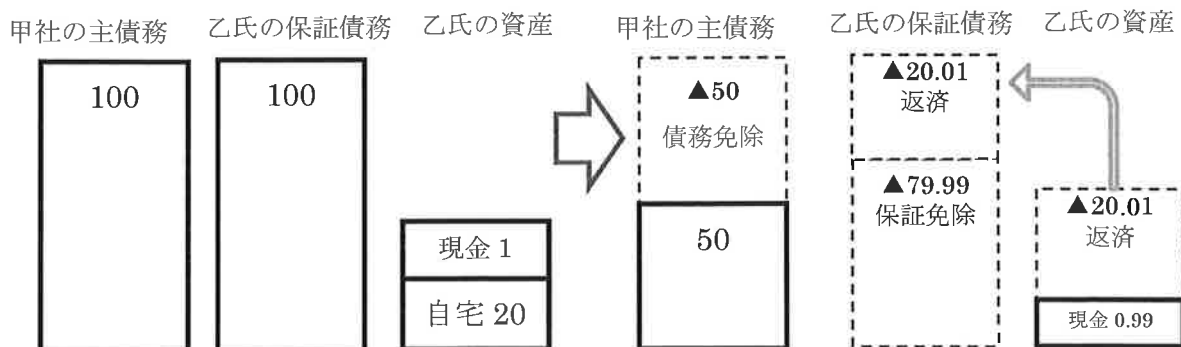 甲社の主債務
乙氏の保証債務
乙氏の資産
甲社の主債務
乙氏の保証債務
乙氏の資産
100
100
現金 1
自宅 20
▲50
債務免除
50
▲20.01
返済
▲79.99
保証免除
▲20.01
返済
現金 0.99